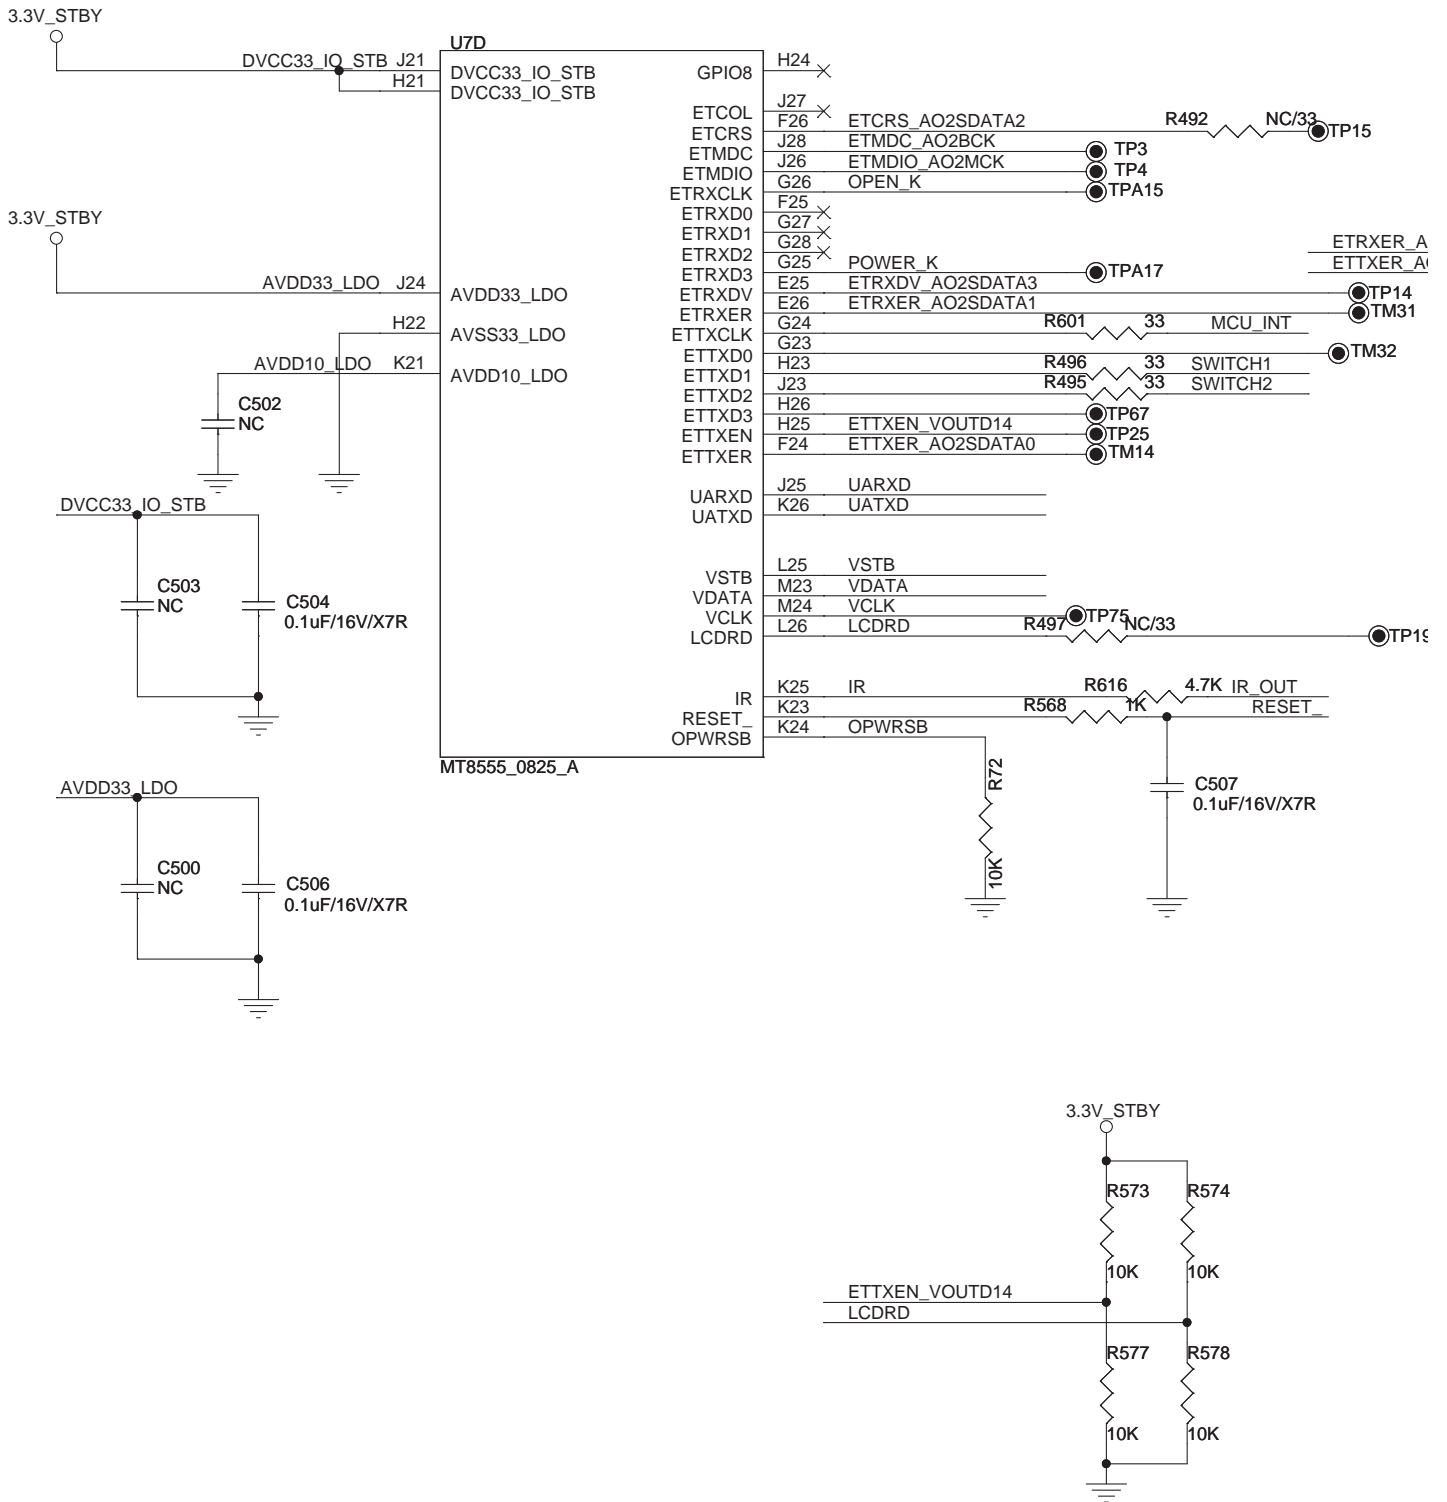 3.3V_STBY
U7D
DVCC33_IO_STB J21
H21
DVCC33_IO_STB
DVCC33_IO_STB
GPIO8 H24
ETCOL J27
ETCRS F26 ETCRS_AO2SDATA2 R492 NC/33 TP15
ETMDC J28 ETMDC_AO2BCK TP3
ETMDIO J26 ETMDIO_AO2MCK TP4
ETRXCLK G26 OPEN_K TPA15
ETRXD0 F25
ETRXD1 G27
ETRXD2 G28
ETRXD3 G25 POWER_K TPA17
ETRXER_A
ETTXER_A
3.3V_STBY
AVDD33_LDO J24 AVDD33_LDO
ETRXDV E25 ETRXDV_AO2SDATA3 TP14
ETRXER E26 ETRXER_AO2SDATA1 TM31
H22 AVSS33_LDO
ETTXCLK G24 R601 33 MCU_INT
ETTXD0 G23 TM32
AVDD10_LDO K21 AVDD10_LDO
ETTXD1 H23 R496 33 SWITCH1
ETTXD2 J23 R495 33 SWITCH2
ETTXD3 H26 TP67
ETTXEN H25 ETTXEN_VOUTD14 TP25
ETTXER F24 ETTXER_AO2SDATA0 TM14
C502
NC
UARXD J25 UARXD
UATXD K26 UATXD
DVCC33_IO_STB
C503
NC
C504
0.1uF/16V/X7R
VSTB L25 VSTB
VDATA M23 VDATA
VCLK M24 VCLK TP75
LCDRD L26 LCDRD R497 NC/33 TP19
IR K25 IR R616 4.7K IR_OUT
RESET_ K23 R568 1K RESET_
OPWRSB K24 OPWRSB
MT8555_0825_A
R72
10K
C507
0.1uF/16V/X7R
AVDD33_LDO
C500
NC
C506
0.1uF/16V/X7R
3.3V_STBY
R573 R574
10K 10K
ETTXEN_VOUTD14
LCDRD
R577 R578
10K 10K